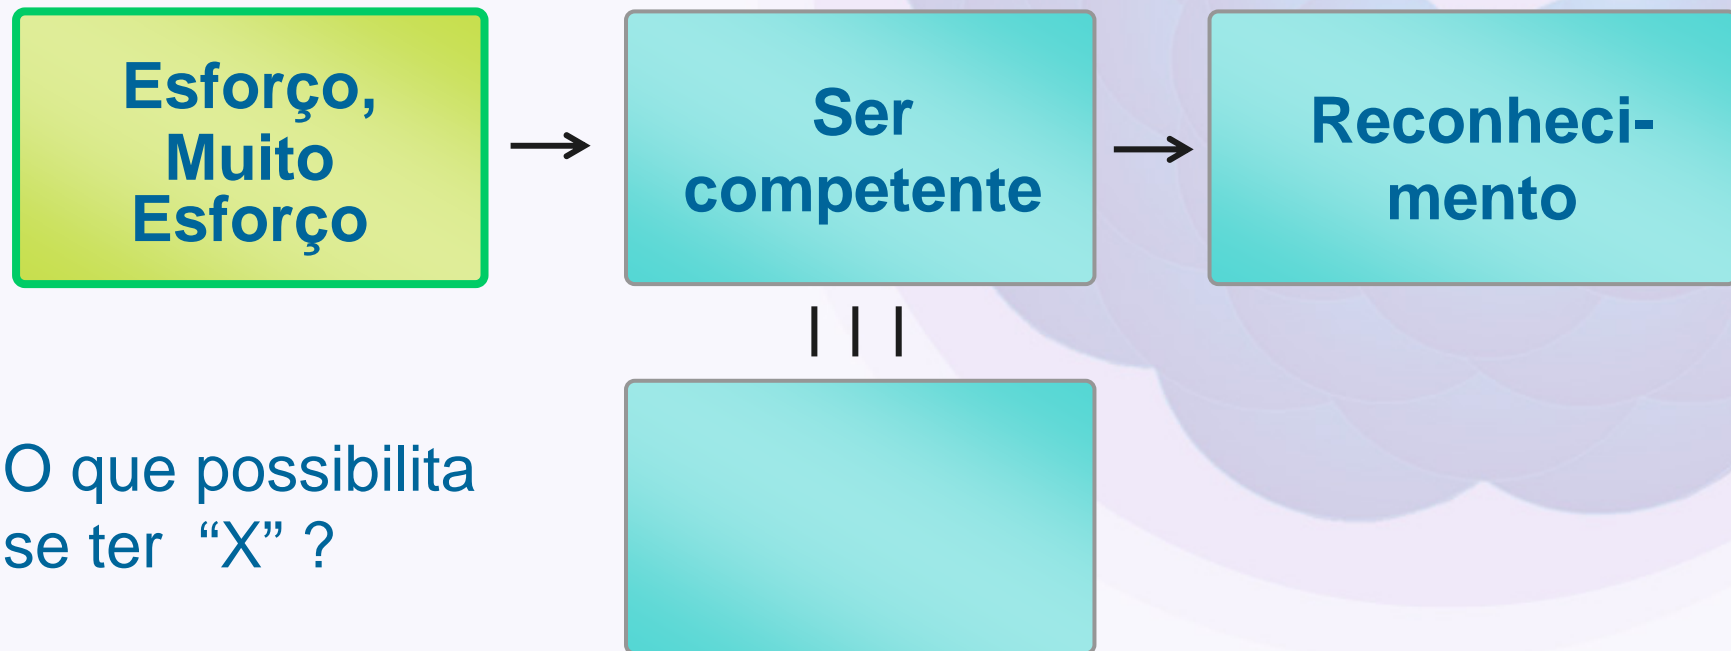 Esforço,
Muito
Esforço
Ser
competente
Reconheci-
mento
O que possibilita
se ter “X” ?